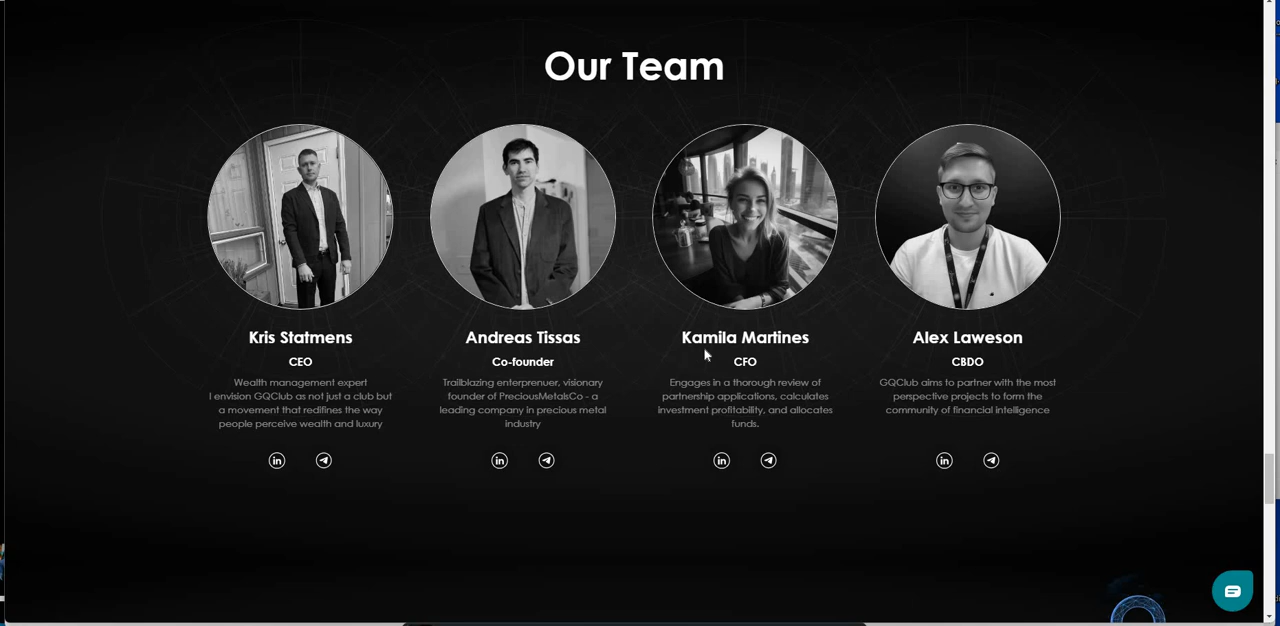 Our Team
Kris Statmens
CEO
Wealth management expert
I envision GQClub as not just a club but
a movement that redifines the way
people perceive wealth and luxury
in
Andreas Tissas
Co-founder
Trailblazing enterprenuer, visionary
founder of PreciousMetalsCo - a
leading company in precious metal
industry
in
Kamila Martines
CFO
Engages in a thorough review of
partnership applications, calculates
investment profitability, and allocates
funds.
in
Alex Laweson
CBDO
GQClub aims to partner with the most
perspective projects to form the
community of financial intelligence
in